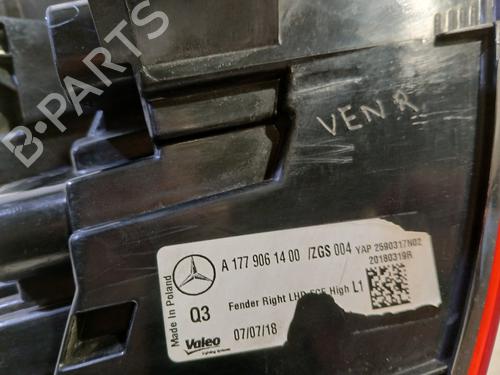 B-PARTS
VEN R
A 177 906 14 00 /ZGS 004 YAP 2590317N02
20180319R
Made in Poland
Q3
Fender Right LHD ECE High L1
07/07/18
Valeo